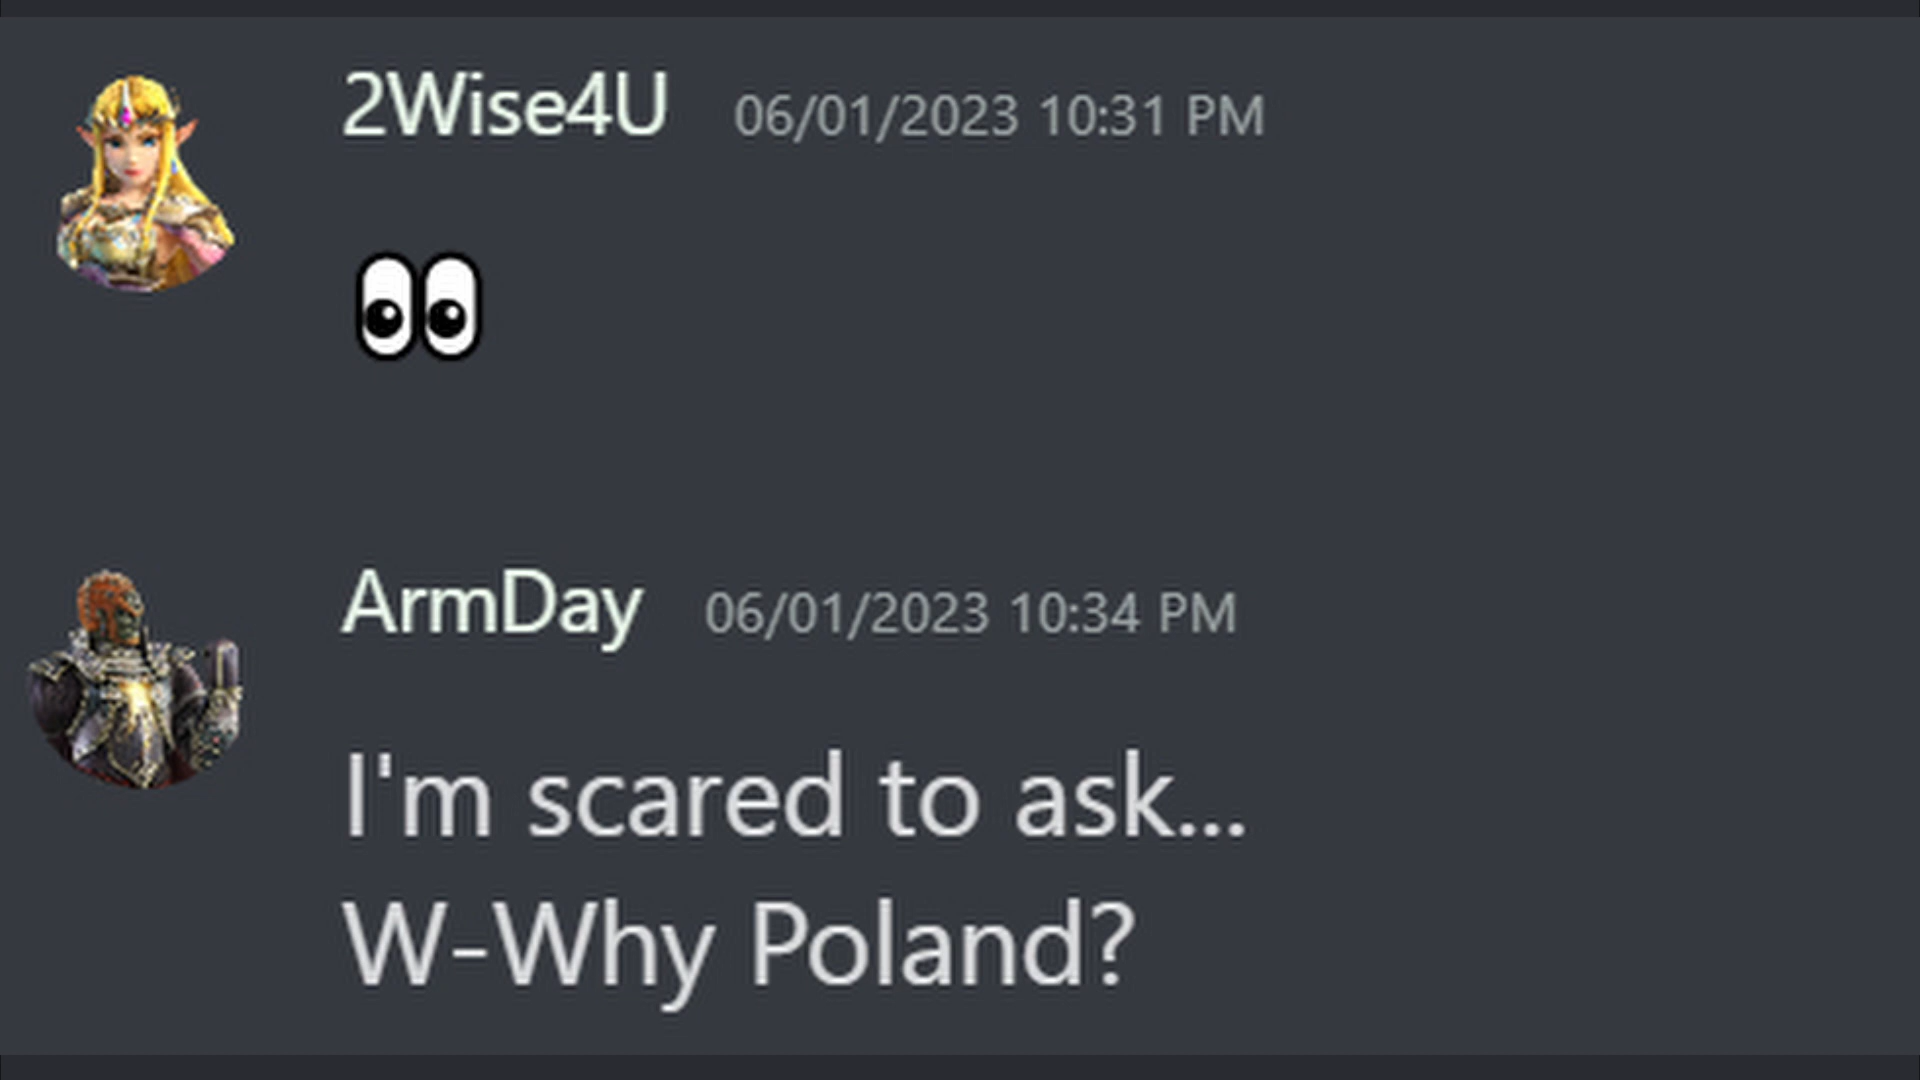 2Wise4U 06/01/2023 10:31 PM
👀
ArmDay 06/01/2023 10:34 PM
I'm scared to ask...
W-Why Poland?